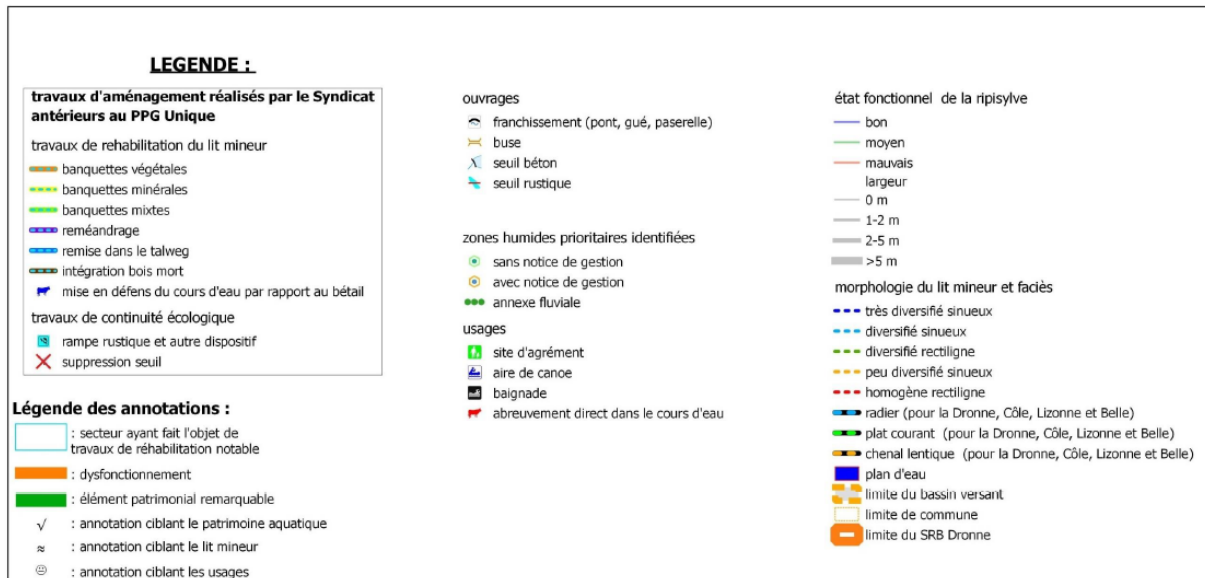 LEGENDE :
travaux d'aménagement réalisés par le Syndicat
antérieurs au PPG Unique
travaux de rehabilitation du lit mineur
banquettes végétales
banquettes minérales
banquettes mixtes
reméandrage
remise dans le talweg
intégration bois mort
mise en défens du cours d'eau par rapport au bétail
travaux de continuité écologique
rampe rustique et autre dispositif
suppression seuil
Légende des annotations :
: secteur ayant fait l'objet de
travaux de réhabilitation notable
: dysfonctionnement
: élément patrimonial remarquable
√ : annotation ciblant le patrimoine aquatique
≈ : annotation ciblant le lit mineur
: annotation ciblant les usages
ouvrages
franchissement (pont, gué, paserelle)
buse
seuil béton
seuil rustique
zones humides prioritaires identifiées
sans notice de gestion
avec notice de gestion
annexe fluviale
usages
site d'agrément
aire de canoe
baignade
abreuvement direct dans le cours d'eau
état fonctionnel de la ripisylve
bon
moyen
mauvais
largeur
0 m
1-2 m
2-5 m
>5 m
morphologie du lit mineur et faciès
très diversifié sinueux
diversifié sinueux
diversifié rectiligne
peu diversifié sinueux
homogène rectiligne
radier (pour la Dronne, Côle, Lizonne et Belle)
plat courant (pour la Dronne, Côle, Lizonne et Belle)
chenal lentique (pour la Dronne, Côle, Lizonne et Belle)
plan d'eau
limite du bassin versant
limite de commune
limite du SRB Dronne